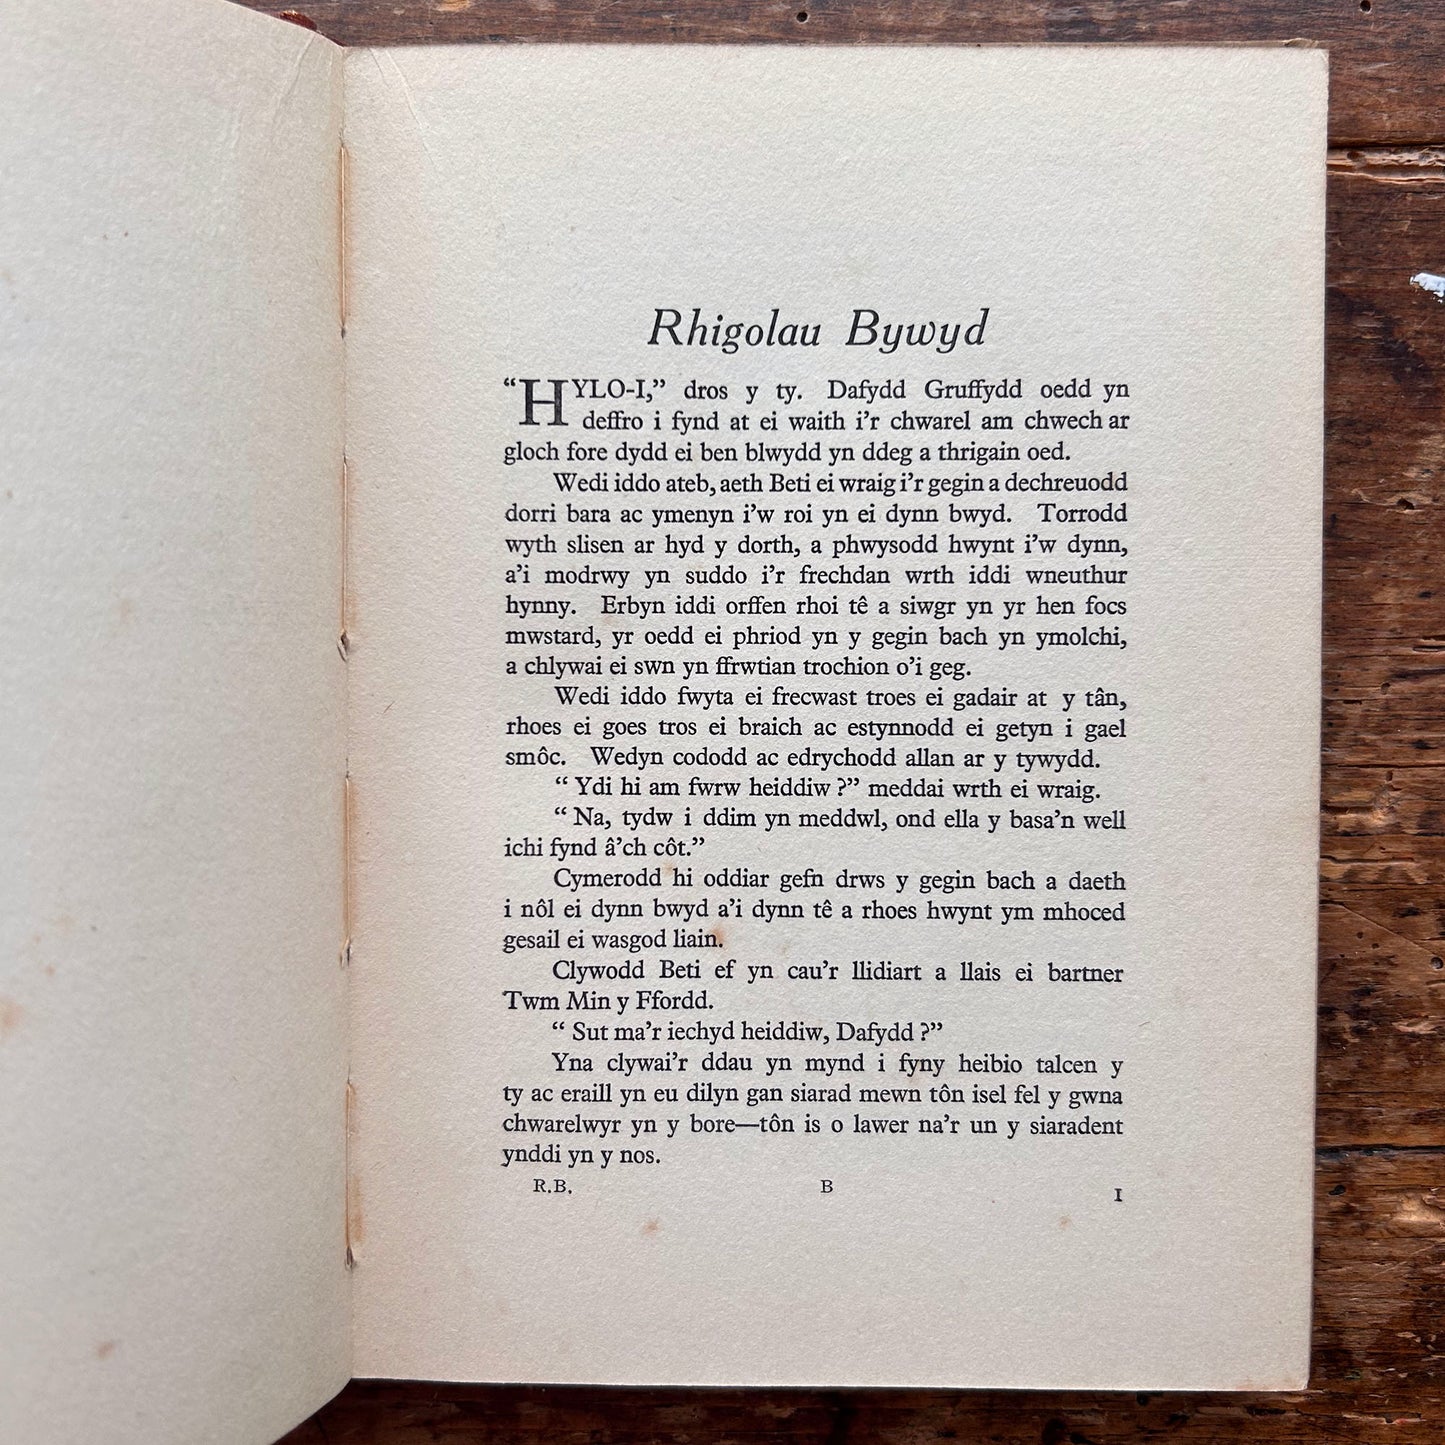 Rhigolau Bywyd
“HYLO-I,” dros y ty. Dafydd Gruffydd oedd yn
deffro i fynd at ei waith i’r chwarel am chwech ar
gloch fore dydd ei ben blwydd yn ddeg a thrigain oed.
Wedi iddo ateb, aeth Beti ei wraig i’r gegin a dechreuodd
dorri bara ac ymenyn i’w roi yn ei dynn bwyd. Torrodd
wyth slisen ar hyd y dorth, a phwysodd hwynt i’w dynn,
a’i modrwy yn suddo i’r frechdan wrth iddi wneuthur
hynny. Erbyn iddi orffen rhoi tê a siwgr yn yr hen focs
mwstard, yr oedd ei phriod yn y gegin bach yn ymolchi,
a chlywai ei swn yn ffrwtian trochion o’i geg.
Wedi iddo fwyta ei frecwast troes ei gadair at y tân,
rhoes ei goes tros ei braich ac estynnodd ei getyn i gael
smôc. Wedyn cododd ac edrychodd allan ar y tywydd.
“ Ydi hi am fwrw heiddiw ?” meddai wrth ei wraig.
“ Na, tydw i ddim yn meddwl, ond ella y basa’n well
ichi fynd â’ch côt.”
Cymerodd hi oddiar gefn drws y gegin bach a daeth
i nôl ei dynn bwyd a’i dynn tê a rhoes hwynt ym mhoced
gesail ei wasgod liain.
Clywodd Beti ef yn cau’r llidiart a llais ei bartner
Twm Min y Ffordd.
“ Sut ma’r iechyd heiddiw, Dafydd ?”
Yna clywai’r ddau yn mynd i fyny heibio talcen y
ty ac eraill yn eu dilyn gan siarad mewn tôn isel fel y gwna
chwarelwyr yn y bore—tôn is o lawer na’r un y siaradent
ynddi yn y nos.
R.B. B 1